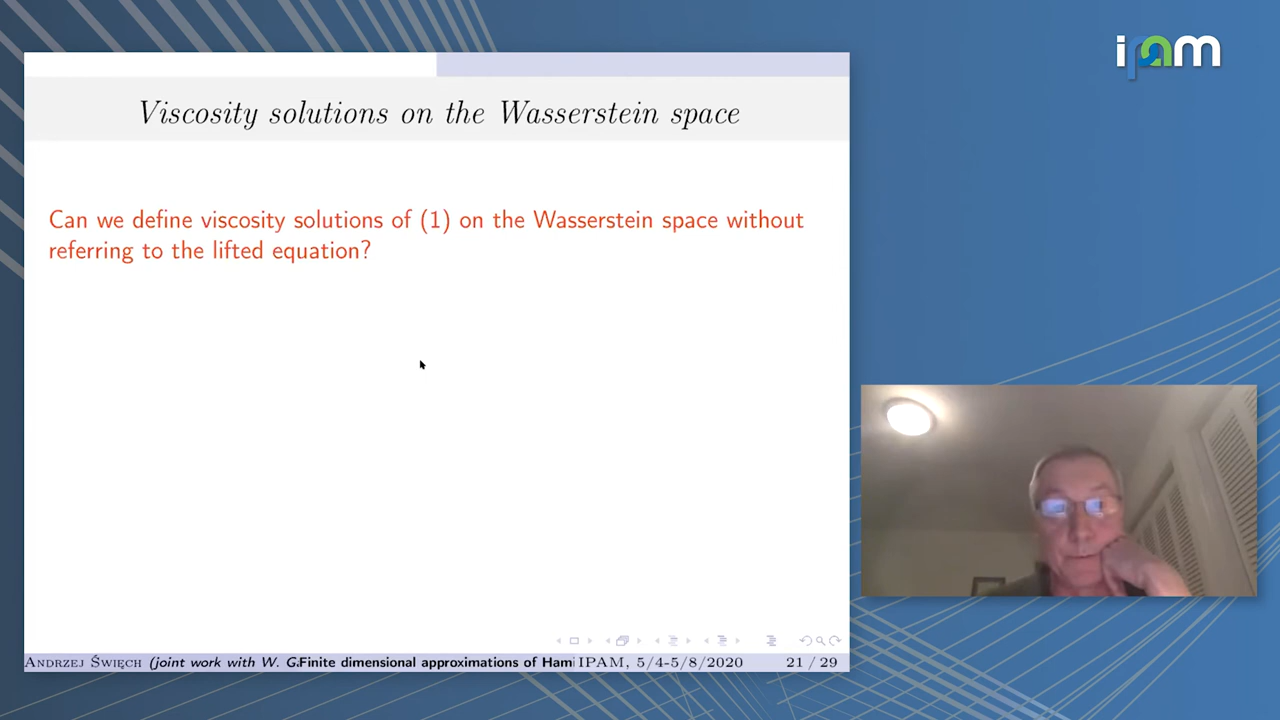 ipam
Viscosity solutions on the Wasserstein space
Can we define viscosity solutions of (1) on the Wasserstein space without
referring to the lifted equation?
Andrzej Święch (joint work with W. G.Finite dimensional approximations of Ham IPAM, 5/4-5/8/2020 21 / 29